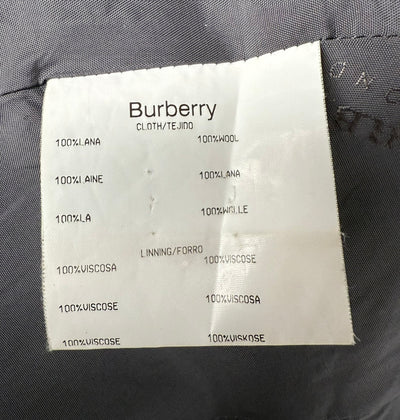 Burberry
CLOTH/TEJIDO
100%LANA 100%WOOL
100%LAINE 100%LANA
100%LA 100%WOLLE
LINNING/FORRO
100%VISCOSA 100%VISCOSE
100%VISCOSE 100%VISCOSA
100%VISCOSE 100%VISKOSE